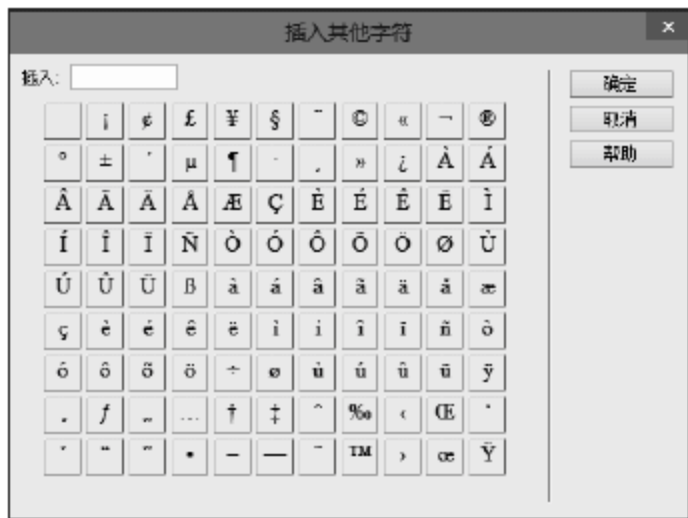 插入其他字符
×
插入:
确定
取消
帮助
¡ ¢ £ ¥ § ¨ © « ¬ ®
° ± ´ µ ¶ · ¸ » ¿ À Á
Â Ã Ä Å Æ Ç È É Ê Ë Ì
Í Î Ï Ñ Ò Ó Ô Õ Ö Ø Ù
Ú Û Ü ß à á â ã ä å æ
ç è é ê ë ì í î ï ñ ò
ó ô õ ö ÷ ø ù ú û ü ÿ
‚ ƒ „ … † ‡ ˆ ‰ ‹ Œ ‘
’ “ ” • – — ˜ ™ › œ Ÿ